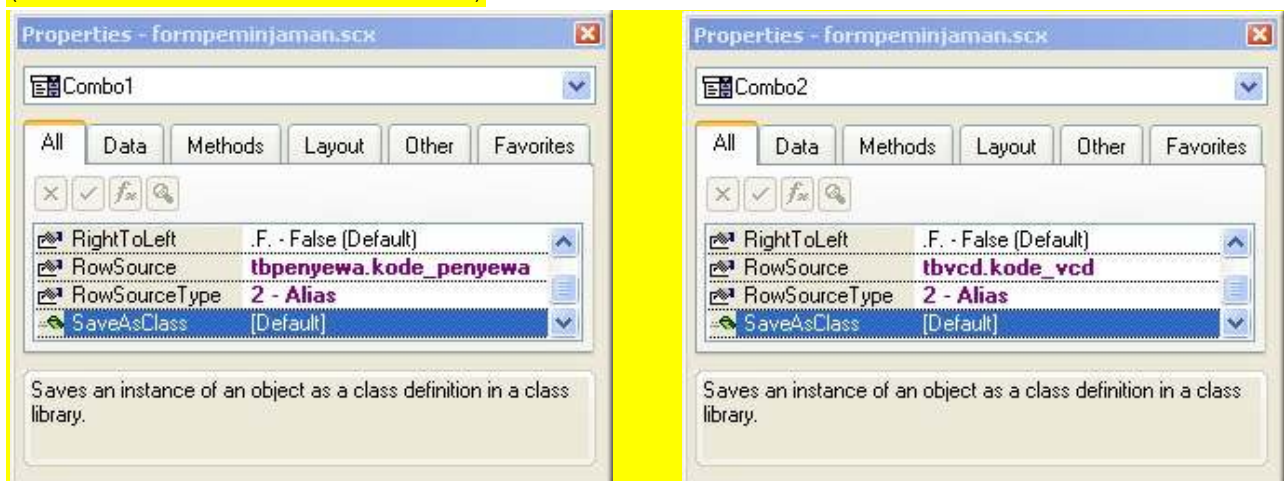 Properties - formpeminjaman.scx
Combo1
All Data Methods Layout Other Favorites
RightToLeft .F. - False (Default)
RowSource tbpenyewa.kode_penyewa
RowSourceType 2 - Alias
SaveAsClass [Default]
Saves an instance of an object as a class definition in a class
library.
Properties - formpeminjaman.scx
Combo2
All Data Methods Layout Other Favorites
RightToLeft .F. - False (Default)
RowSource tbvcd.kode_vcd
RowSourceType 2 - Alias
SaveAsClass [Default]
Saves an instance of an object as a class definition in a class
library.